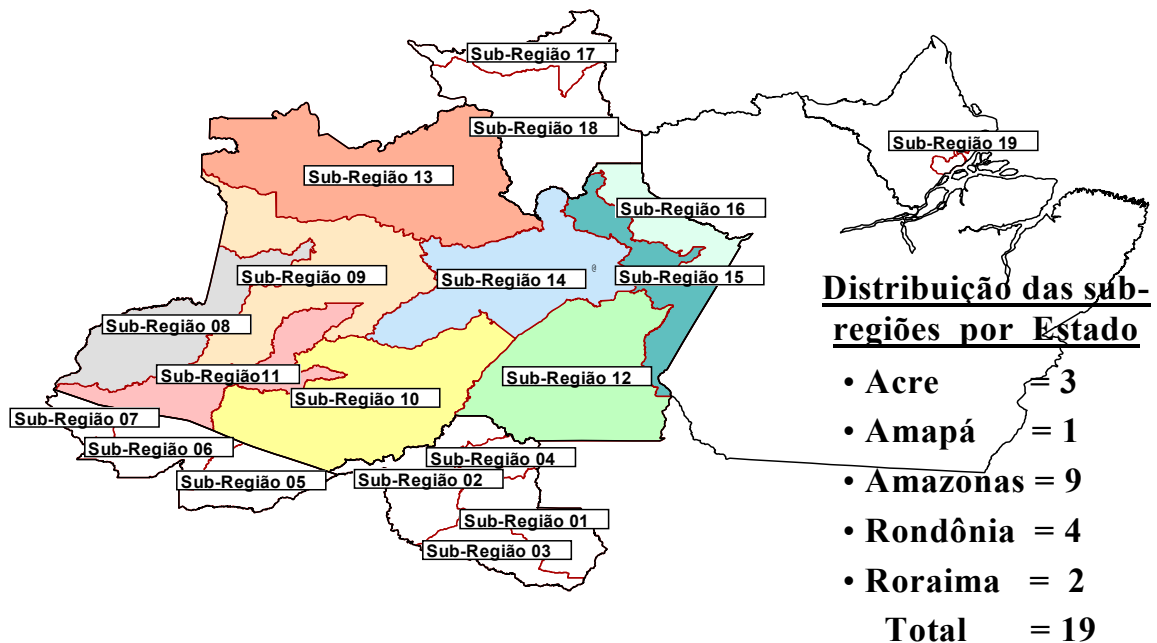 Sub-Região 17
Sub-Região 18
Sub-Região 19
Sub-Região 13
Sub-Região 16
Sub-Região 09
Sub-Região 14
Sub-Região 15
Sub-Região 08
Sub-Região11
Sub-Região 12
Sub-Região 10
Sub-Região 07
Sub-Região 06
Sub-Região 04
Sub-Região 05
Sub-Região 02
Sub-Região 01
Sub-Região 03
Distribuição das sub-
regiões por Estado
• Acre = 3
• Amapá = 1
• Amazonas = 9
• Rondônia = 4
• Roraima = 2
Total = 19